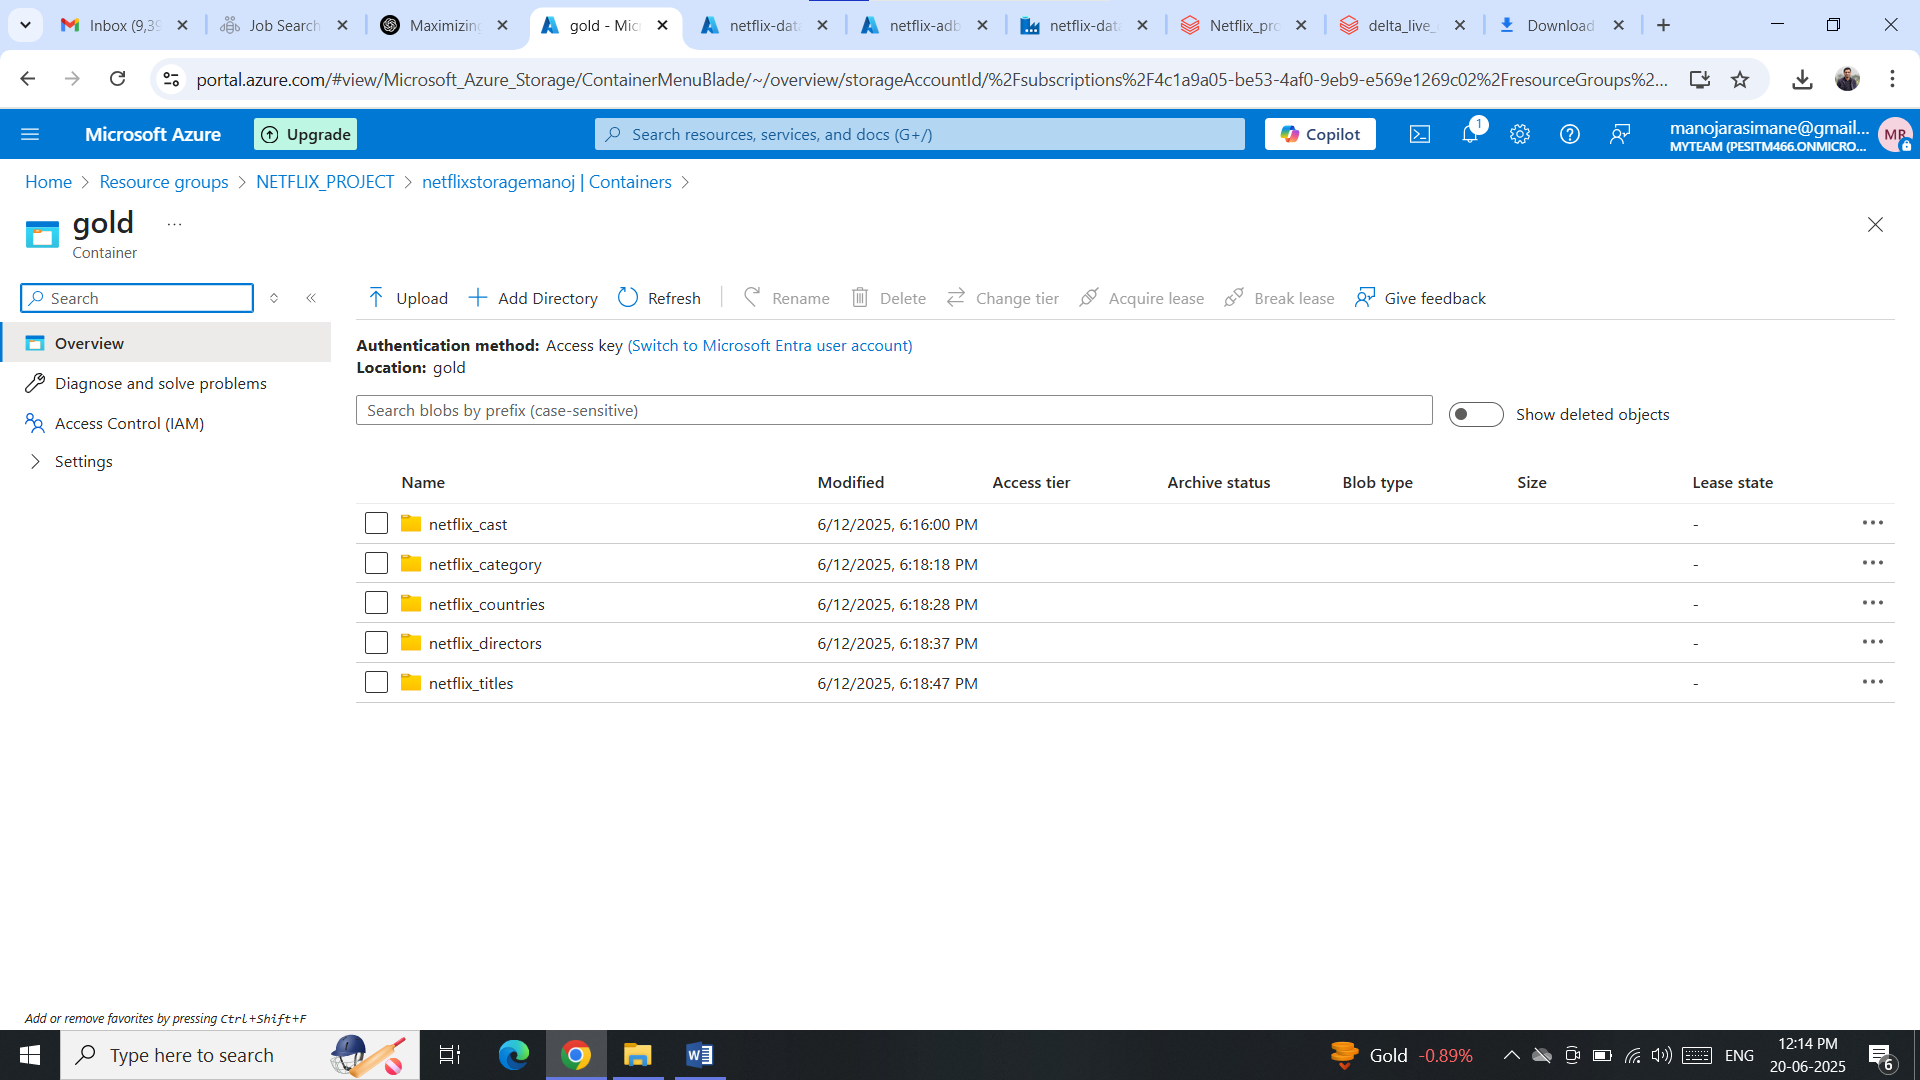 Inbox (9,39
Job Search
Maximizing
gold - Micr
netflix-data
netflix-adb
netflix-data
Netflix_pro
delta_live_
Download
portal.azure.com/#view/Microsoft_Azure_Storage/ContainerMenuBlade/~/overview/storageAccountId/%2Fsubscriptions%2F4c1a9a05-be53-4af0-9eb9-e569e1269c02%2FresourceGroups%2...
Microsoft Azure
Upgrade
Search resources, services, and docs (G+/)
Copilot
1
manojarasimane@gmail...
MYTEAM (PESITM466.ONMICRO...
MR
Home > Resource groups > NETFLIX_PROJECT > netflixstoragemanoj | Containers >
gold ...
Container
Search
Upload
Add Directory
Refresh
Rename
Delete
Change tier
Acquire lease
Break lease
Give feedback
Overview
Diagnose and solve problems
Access Control (IAM)
Settings
Authentication method: Access key (Switch to Microsoft Entra user account)
Location: gold
Search blobs by prefix (case-sensitive)
Show deleted objects
Name Modified Access tier Archive status Blob type Size Lease state
netflix_cast 6/12/2025, 6:16:00 PM - ...
netflix_category 6/12/2025, 6:18:18 PM - ...
netflix_countries 6/12/2025, 6:18:28 PM - ...
netflix_directors 6/12/2025, 6:18:37 PM - ...
netflix_titles 6/12/2025, 6:18:47 PM - ...
Add or remove favorites by pressing Ctrl+Shift+F
Type here to search
W
Gold -0.89%
ENG
12:14 PM
20-06-2025
6